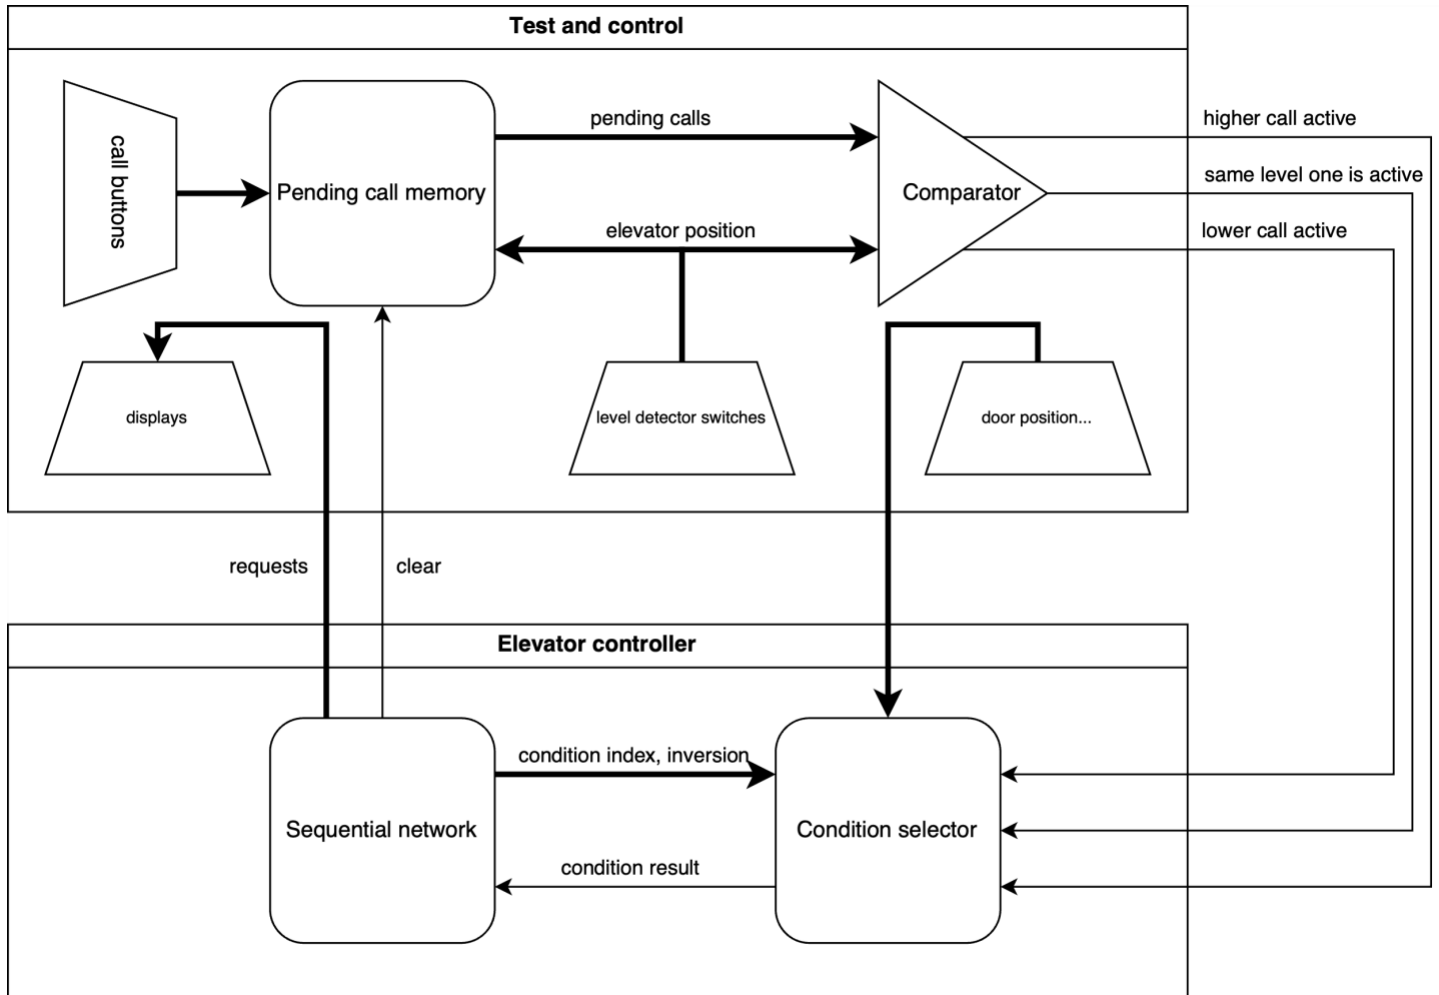 Test and control
call buttons
Pending call memory
pending calls
elevator position
Comparator
higher call active
same level one is active
lower call active
displays
level detector switches
door position...
requests
clear
Elevator controller
Sequential network
condition index, inversion
condition result
Condition selector